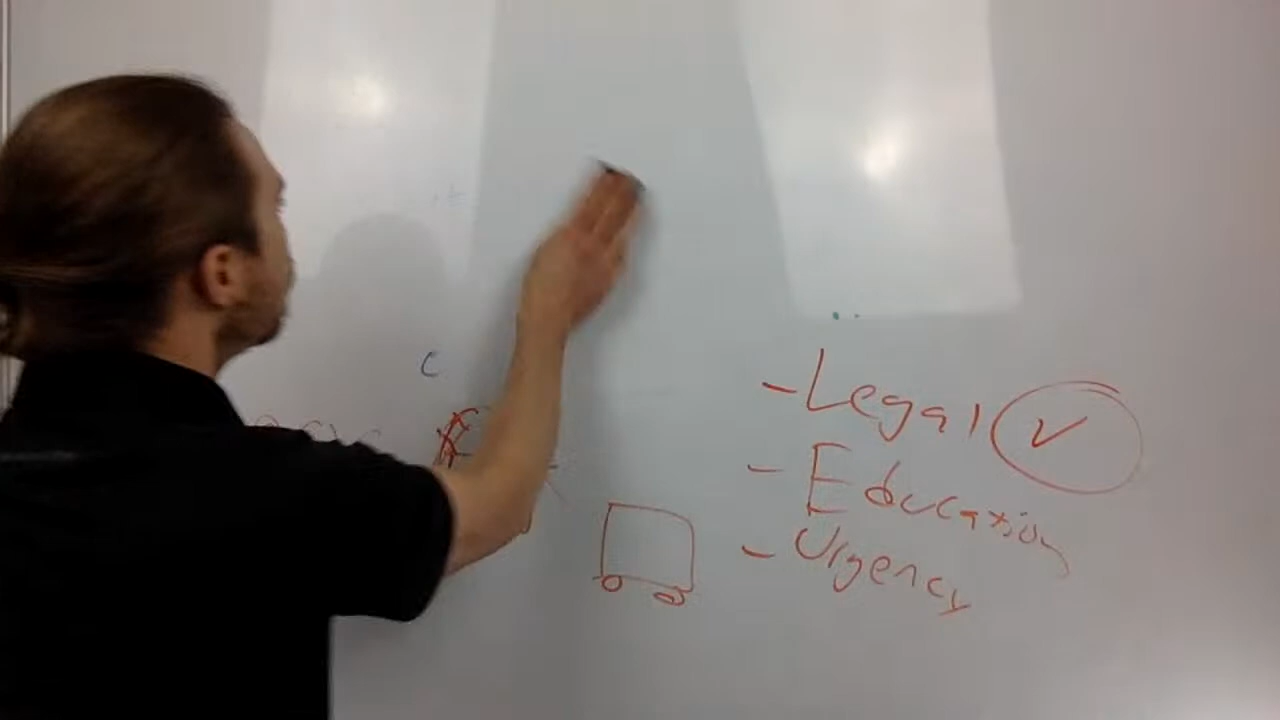 C
- Legal ✓
- Education
- Urgency